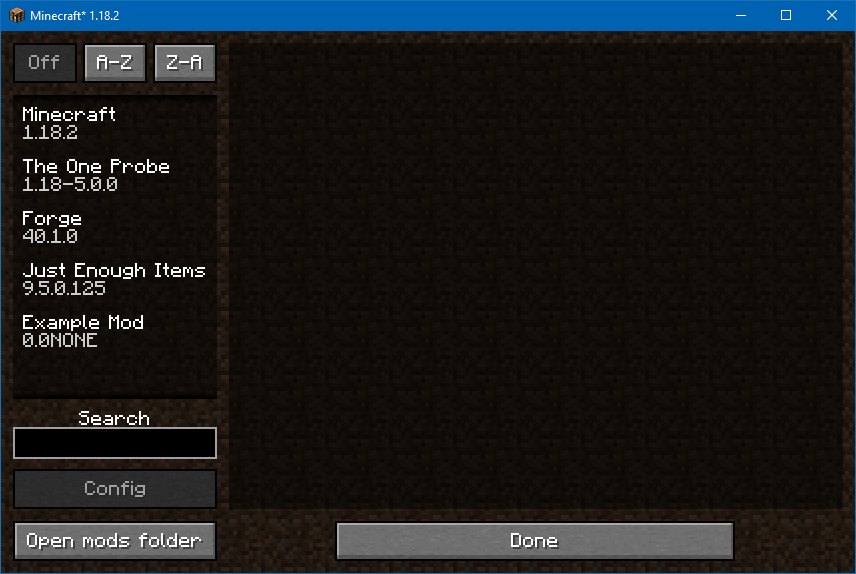 Minecraft* 1.18.2
Off A-Z Z-A
Minecraft
1.18.2
The One Probe
1.18-5.0.0
Forge
40.1.0
Just Enough Items
9.5.0.125
Example Mod
0.0NONE
Search
Config
Open mods folder Done